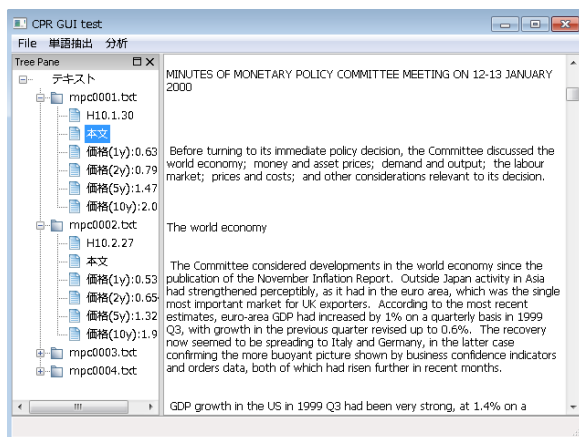 CPR GUI test
File 単語抽出 分析
Tree Pane
テキスト
mpc0001.txt
H10.1.30
本文
価格(1y):0.63
価格(2y):0.79
価格(5y):1.47
価格(10y):2.0
mpc0002.txt
H10.2.27
本文
価格(1y):0.53
価格(2y):0.65
価格(5y):1.32
価格(10y):1.9
mpc0003.txt
mpc0004.txt
MINUTES OF MONETARY POLICY COMMITTEE MEETING ON 12-13 JANUARY
2000
Before turning to its immediate policy decision, the Committee discussed the
world economy; money and asset prices; demand and output; the labour
market; prices and costs; and other considerations relevant to its decision.
The world economy
The Committee considered developments in the world economy since the
publication of the November Inflation Report. Outside Japan activity in Asia
had strengthened perceptibly, as it had in the euro area, which was the single
most important market for UK exporters. According to the most recent
estimates, euro-area GDP had increased by 1% on a quarterly basis in 1999
Q3, with growth in the previous quarter revised up to 0.6%. The recovery
now seemed to be spreading to Italy and Germany, in the latter case
confirming the more buoyant picture shown by business confidence indicators
and orders data, both of which had risen further in recent months.
GDP growth in the US in 1999 Q3 had been very strong, at 1.4% on a